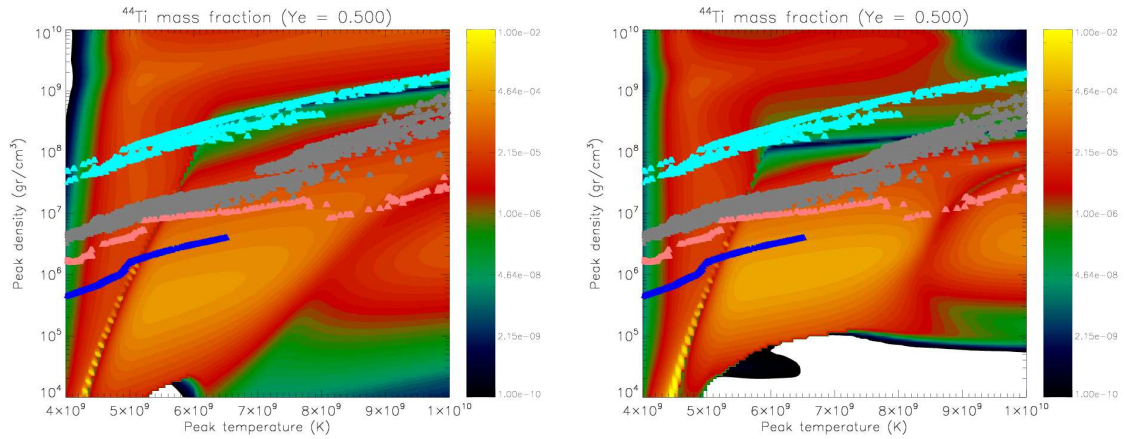 ⁴⁴Ti mass fraction (Ye = 0.500)
10¹⁰
10⁹
10⁸
10⁷
10⁶
10⁵
10⁴
Peak density (gr/cm³)
4×10⁹ 5×10⁹ 6×10⁹ 7×10⁹ 8×10⁹ 9×10⁹ 1×10¹⁰
Peak temperature (K)
1.00e−02
4.64e−04
2.15e−05
1.00e−06
4.64e−08
2.15e−09
1.00e−10
⁴⁴Ti mass fraction (Ye = 0.500)
10¹⁰
10⁹
10⁸
10⁷
10⁶
10⁵
10⁴
Peak density (gr/cm³)
4×10⁹ 5×10⁹ 6×10⁹ 7×10⁹ 8×10⁹ 9×10⁹ 1×10¹⁰
Peak temperature (K)
1.00e−02
4.64e−04
2.15e−05
1.00e−06
4.64e−08
2.15e−09
1.00e−10